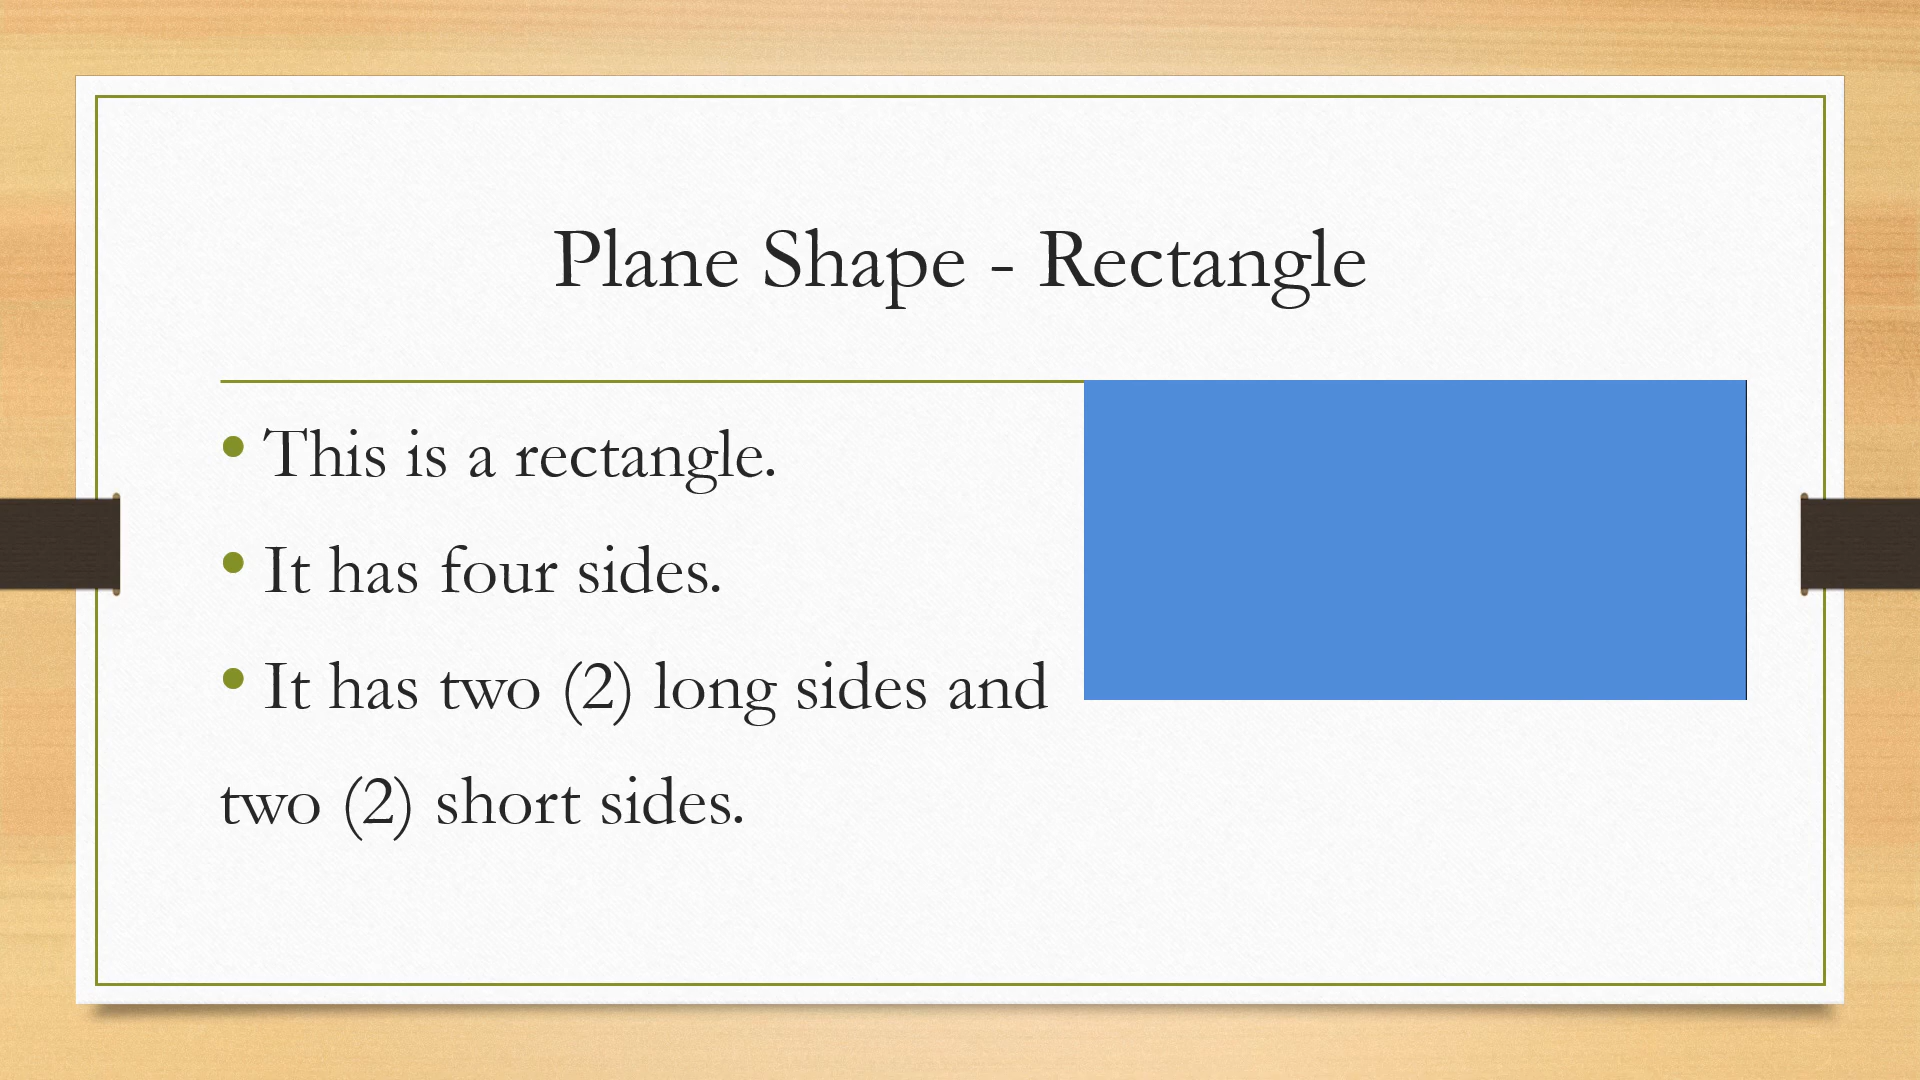 Plane Shape - Rectangle
• This is a rectangle.
• It has four sides.
• It has two (2) long sides and
two (2) short sides.